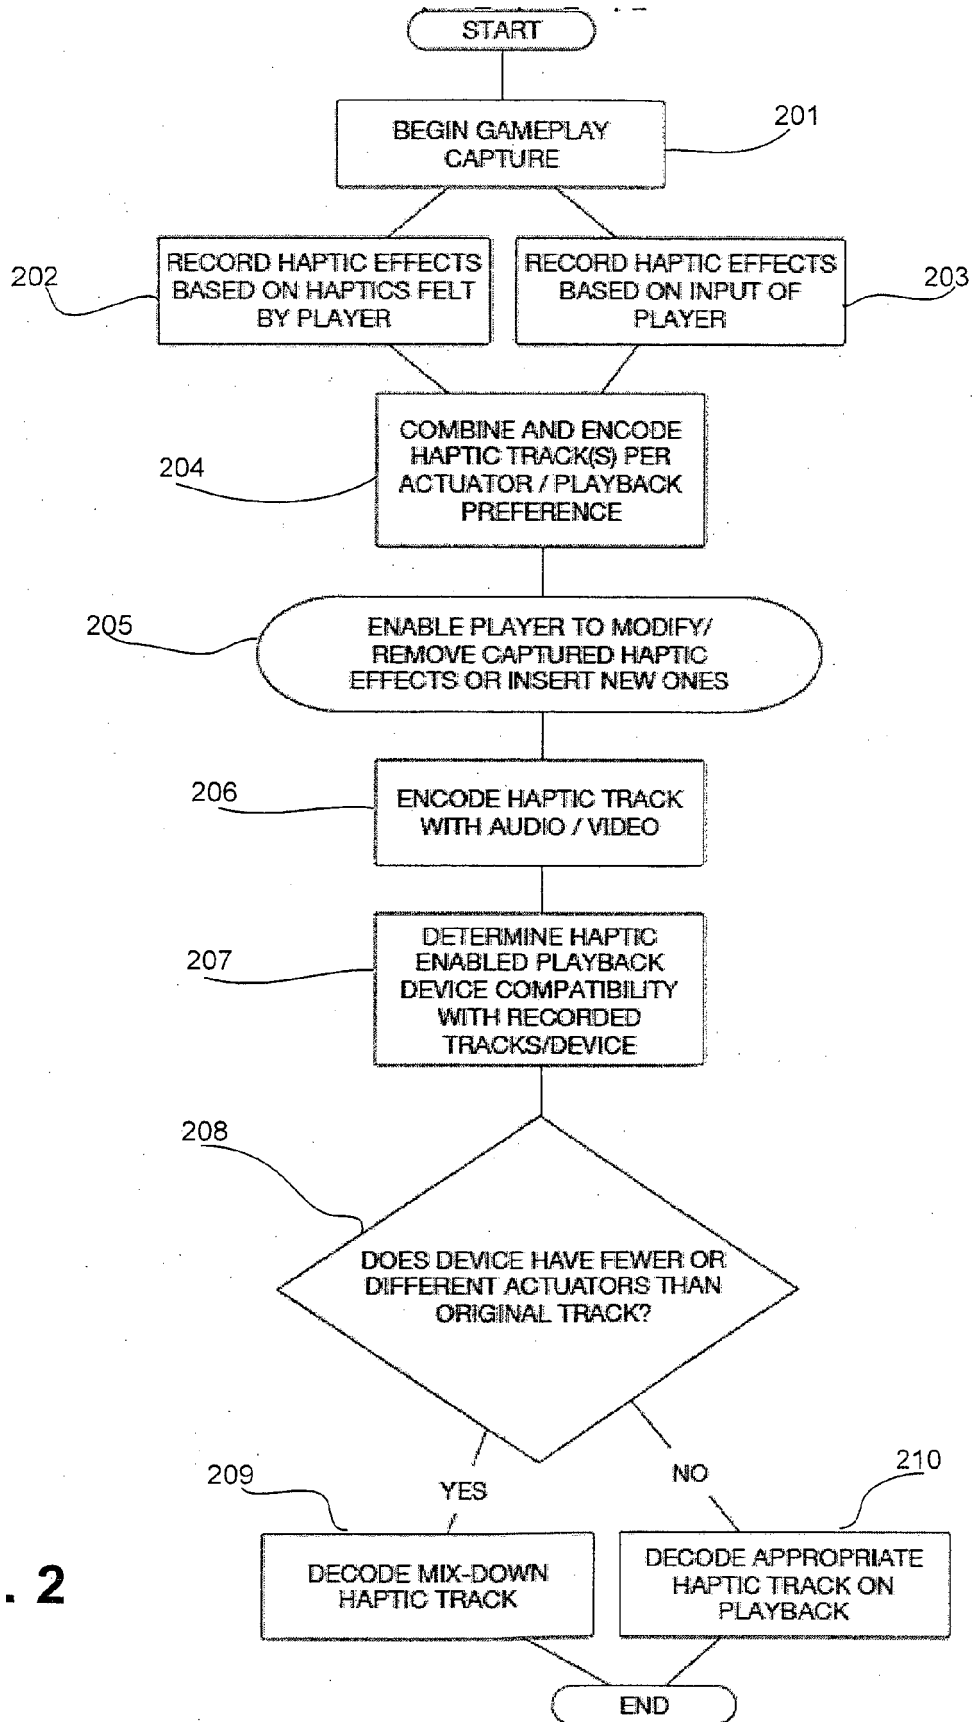 START
BEGIN GAMEPLAY
CAPTURE
201
202
RECORD HAPTIC EFFECTS
BASED ON HAPTICS FELT
BY PLAYER
RECORD HAPTIC EFFECTS
BASED ON INPUT OF
PLAYER
203
204
COMBINE AND ENCODE
HAPTIC TRACK(S) PER
ACTUATOR / PLAYBACK
PREFERENCE
205
ENABLE PLAYER TO MODIFY/
REMOVE CAPTURED HAPTIC
EFFECTS OR INSERT NEW ONES
206
ENCODE HAPTIC TRACK
WITH AUDIO / VIDEO
207
DETERMINE HAPTIC
ENABLED PLAYBACK
DEVICE COMPATIBILITY
WITH RECORDED
TRACKS/DEVICE
208
DOES DEVICE HAVE FEWER OR
DIFFERENT ACTUATORS THAN
ORIGINAL TRACK?
YES
NO
209
DECODE MIX-DOWN
HAPTIC TRACK
210
DECODE APPROPRIATE
HAPTIC TRACK ON
PLAYBACK
. 2
END